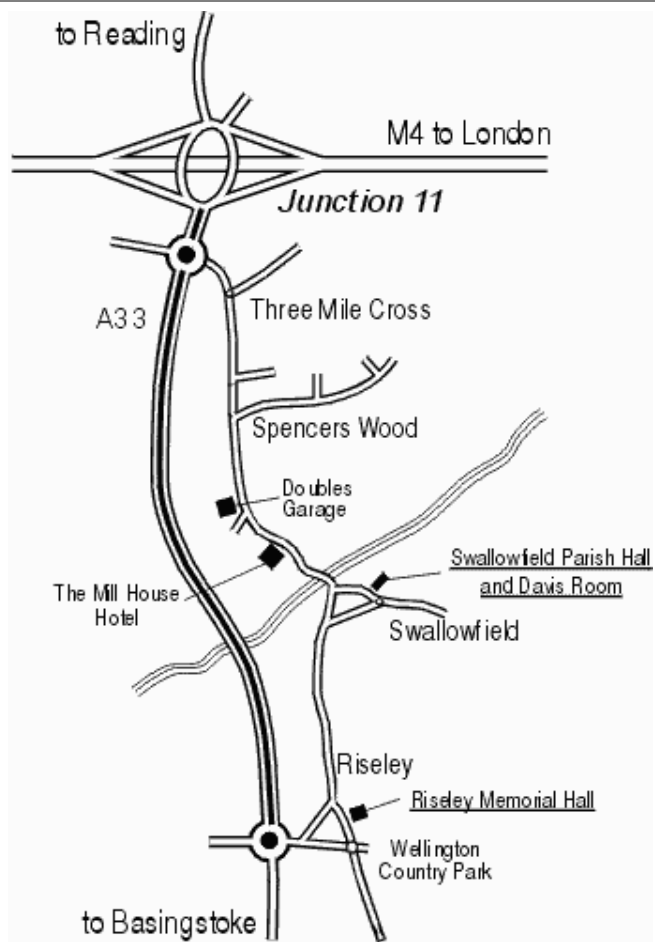 to Reading
M4 to London
Junction 11
A33
Three Mile Cross
Spencers Wood
Doubles
Garage
Swallowfield Parish Hall
and Davis Room
The Mill House
Hotel
Swallowfield
Riseley
Riseley Memorial Hall
Wellington
Country Park
to Basingstoke